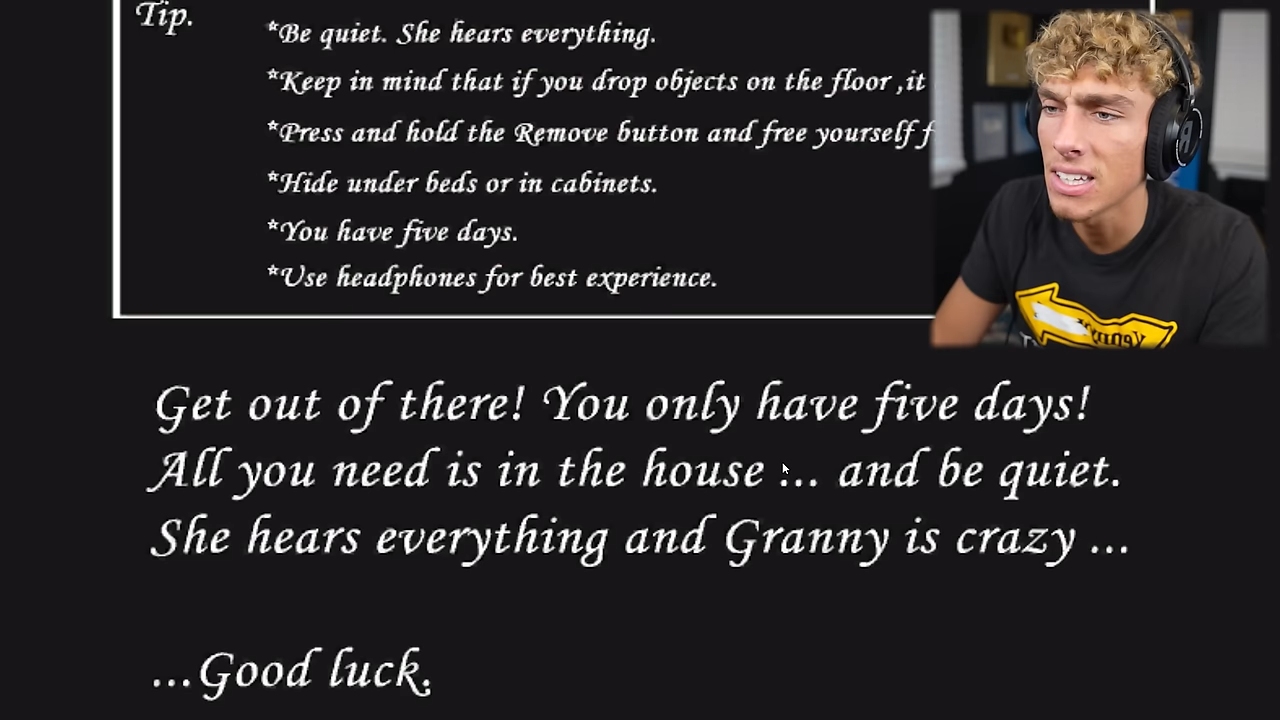 Tip.
*Be quiet. She hears everything.
*Keep in mind that if you drop objects on the floor ,it
*Press and hold the Remove button and free yourself f
*Hide under beds or in cabinets.
*You have five days.
*Use headphones for best experience.
Get out of there! You only have five days!
All you need is in the house ... and be quiet.
She hears everything and Granny is crazy ...
...Good luck.